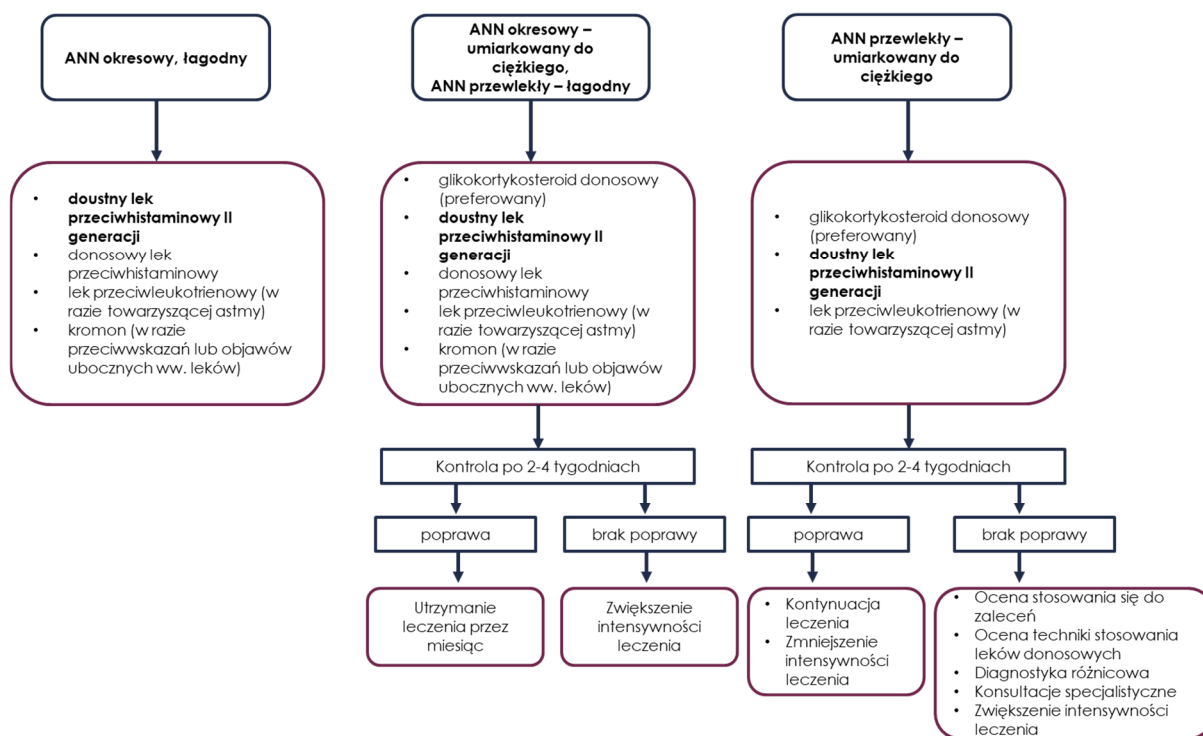 ANN okresowy, łagodny
ANN okresowy –
umiarkowany do
ciężkiego,
ANN przewlekły – łagodny
ANN przewlekły –
umiarkowany do
ciężkiego
• doustny lek
przeciwhistaminowy II
generacji
• donosowy lek
przeciwhistaminowy
• lek przeciwleukotrienowy (w
razie towarzyszącej astmy)
• kromon (w razie
przeciwwskazań lub objawów
ubocznych ww. leków)
• glikokortykosteroid donosowy
(preferowany)
• doustny lek
przeciwhistaminowy II
generacji
• donosowy lek
przeciwhistaminowy
• lek przeciwleukotrienowy (w
razie towarzyszącej astmy)
• kromon (w razie
przeciwwskazań lub objawów
ubocznych ww. leków)
• glikokortykosteroid donosowy
(preferowany)
• doustny lek
przeciwhistaminowy II
generacji
• lek przeciwleukotrienowy (w
razie towarzyszącej astmy)
Kontrola po 2-4 tygodniach
Kontrola po 2-4 tygodniach
poprawa
brak poprawy
poprawa
brak poprawy
Utrzymanie
leczenia przez
miesiąc
Zwiększenie
intensywności
leczenia
• Kontynuacja
leczenia
• Zmniejszenie
intensywności
leczenia
• Ocena stosowania się do
zaleceń
• Ocena techniki stosowania
leków donosowych
• Diagnostyka różnicowa
• Konsultacje specjalistyczne
• Zwiększenie intensywności
leczenia